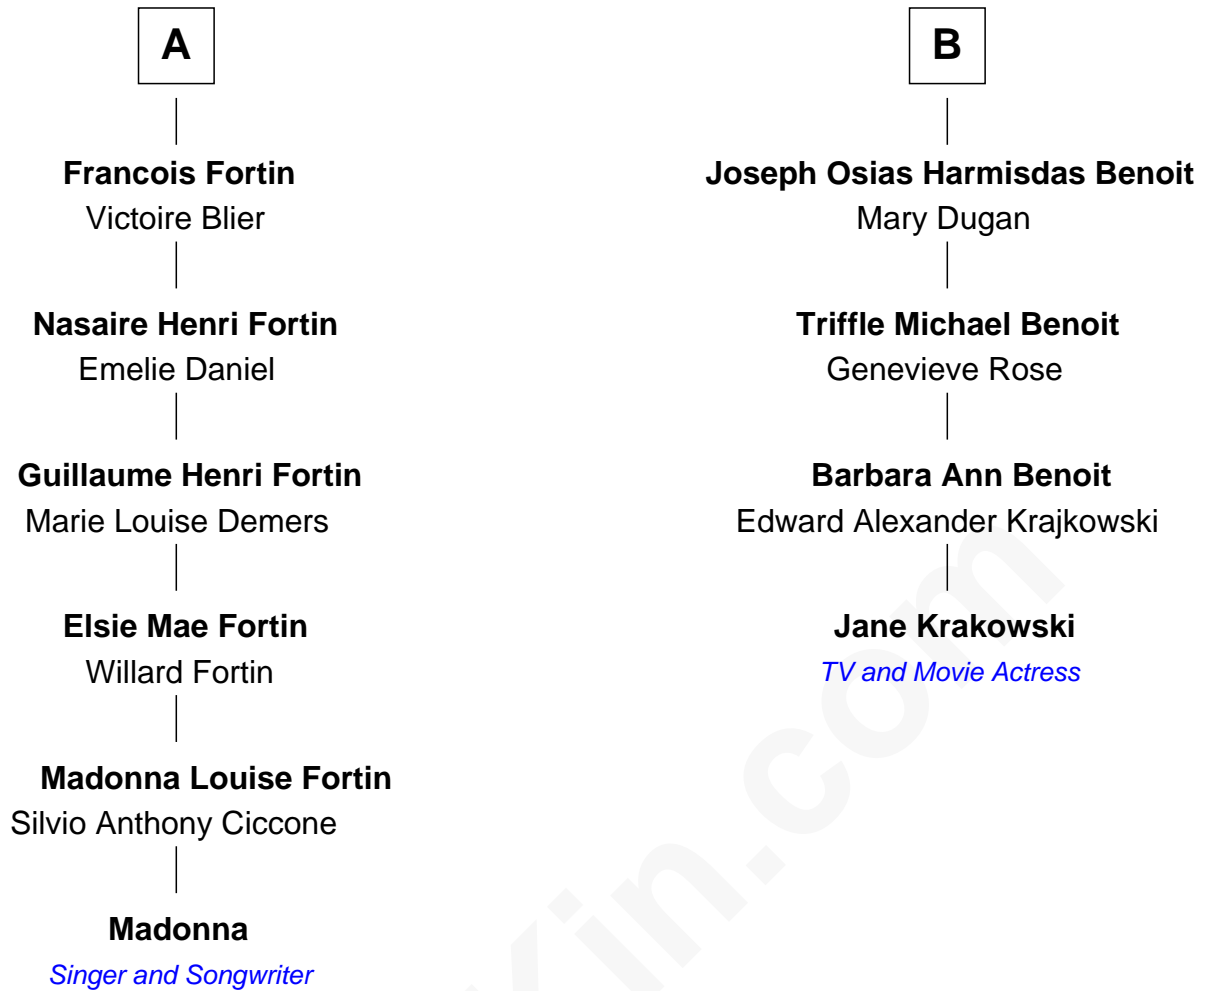 A
Francois Fortin
Victoire Blier
Nasaire Henri Fortin
Emelie Daniel
Guillaume Henri Fortin
Marie Louise Demers
Elsie Mae Fortin
Willard Fortin
Madonna Louise Fortin
Silvio Anthony Ciccone
Madonna
Singer and Songwriter
B
Joseph Osias Harmisdas Benoit
Mary Dugan
Triffle Michael Benoit
Genevieve Rose
Barbara Ann Benoit
Edward Alexander Krajkowski
Jane Krakowski
TV and Movie Actress
Kin.com